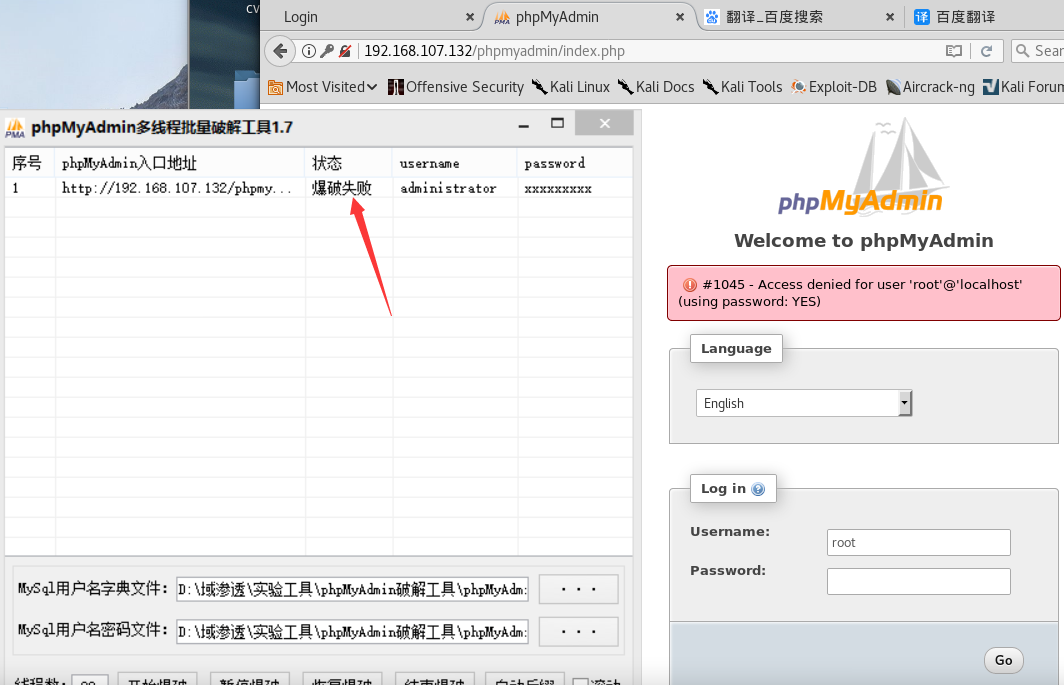 CV
Login
phpMyAdmin
翻译_百度搜索
译 百度翻译
192.168.107.132/phpmyadmin/index.php
Sear
Most Visited
Offensive Security
Kali Linux
Kali Docs
Kali Tools
Exploit-DB
Aircrack-ng
Kali Forum
PMA phpMyAdmin多线程批量破解工具1.7
序号 phpMyAdmin入口地址 状态 username password
1 http://192.168.107.132/phpmy... 爆破失败 administrator xxxxxxxxx
MySql用户名字典文件: D:\域渗透\实验工具\phpMyAdmin破解工具\phpMyAdm: ...
MySql用户名密码文件: D:\域渗透\实验工具\phpMyAdmin破解工具\phpMyAdm: ...
线程数: 开始爆破 暂停爆破 恢复爆破 结束爆破 自动后缀 滚动
phpMyAdmin
Welcome to phpMyAdmin
#1045 - Access denied for user 'root'@'localhost'
(using password: YES)
Language
English
Log in
Username: root
Password:
Go